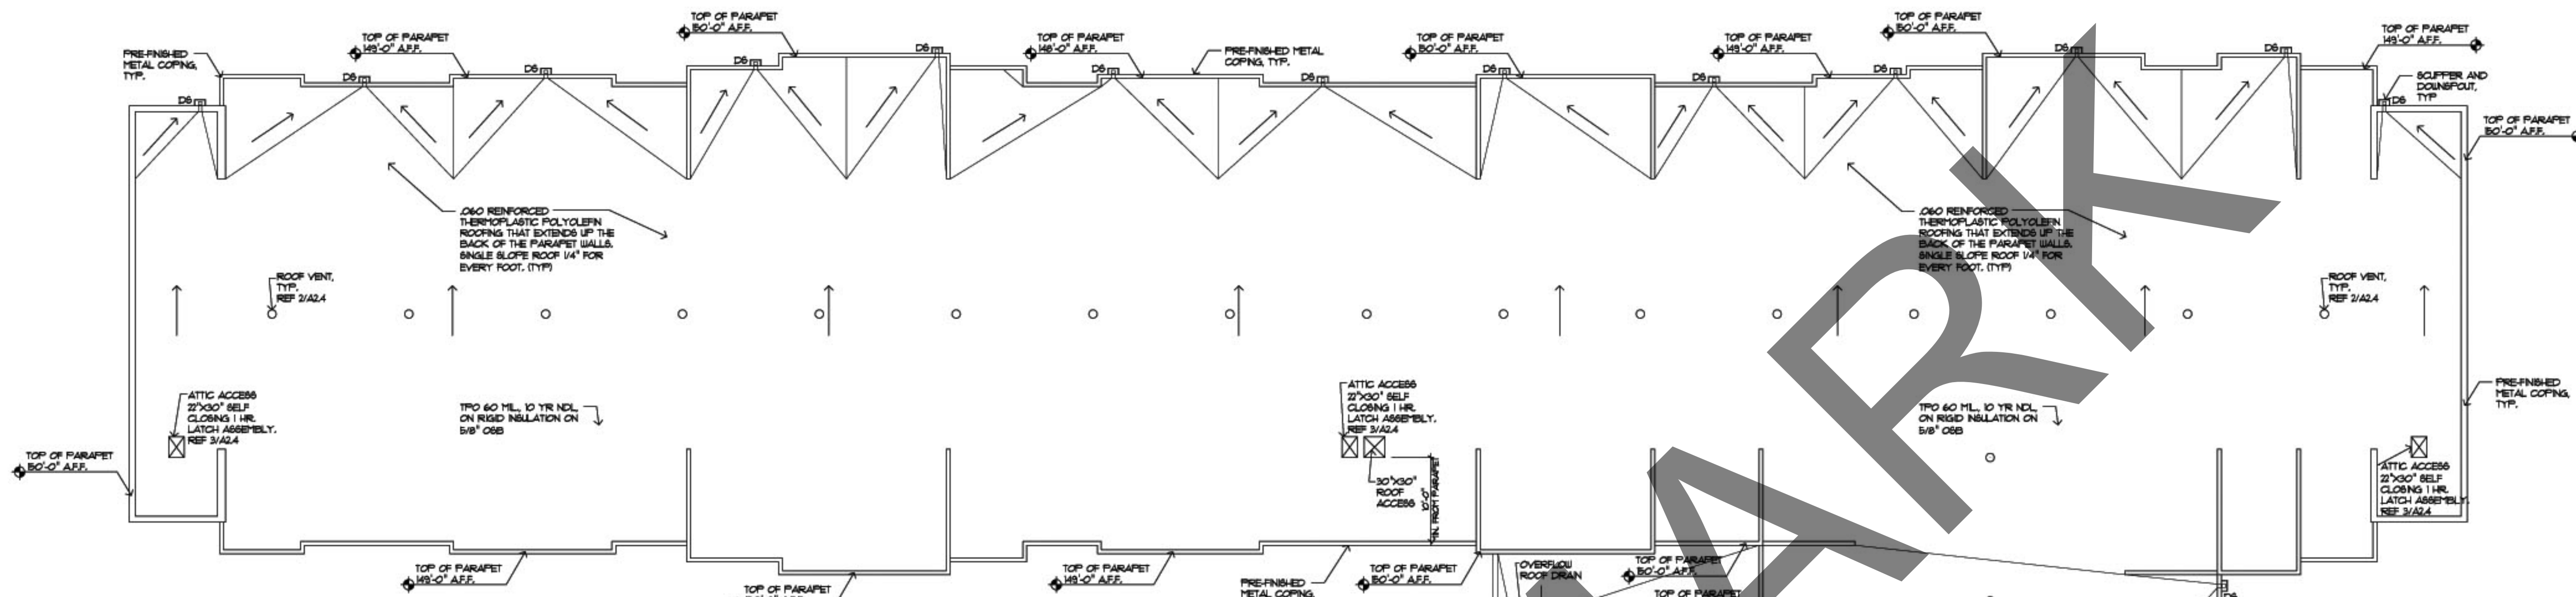 TOP OF PARAPET
150'-0" A.F.F.
TOP OF PARAPET
150'-0" A.F.F.
TOP OF PARAPET
149'-0" A.F.F.
TOP OF PARAPET
148'-0" A.F.F.
TOP OF PARAPET
150'-0" A.F.F.
TOP OF PARAPET
149'-0" A.F.F.
TOP OF PARAPET
149'-0" A.F.F.
PRE-FINISHED
METAL COPING,
TYP.
PRE-FINISHED METAL
COPING, TYP.
DS
DS
DS
DS
DS
DS
DS
DS
DS
DS
DS
DS
DS
SCUPPER AND
DOWNSPOUT,
TYP
TOP OF PARAPET
150'-0" A.F.F.
.060 REINFORCED
THERMOPLASTIC POLYOLEFIN
ROOFING THAT EXTENDS UP THE
BACK OF THE PARAPET WALLS.
SINGLE SLOPE ROOF 1/4" FOR
EVERY FOOT. (TYP)
.060 REINFORCED
THERMOPLASTIC POLYOLEFIN
ROOFING THAT EXTENDS UP THE
BACK OF THE PARAPET WALLS.
SINGLE SLOPE ROOF 1/4" FOR
EVERY FOOT. (TYP)
ROOF VENT,
TYP.
REF 2/A2.4
ROOF VENT,
TYP.
REF 2/A2.4
ATTIC ACCESS
22"X30" SELF
CLOSING 1 HR.
LATCH ASSEMBLY.
REF 3/A2.4
TPO 60 MIL, 10 YR NDL,
ON RIGID INSULATION ON
5/8" OSB
ATTIC ACCESS
22"X30" SELF
CLOSING 1 HR.
LATCH ASSEMBLY.
REF 3/A2.4
30"X30"
ROOF
ACCESS
10'-0"
MIN. FROM PARAPET
TPO 60 MIL, 10 YR NDL,
ON RIGID INSULATION ON
5/8" OSB
PRE-FINISHED
METAL COPING,
TYP.
ATTIC ACCESS
22"X30" SELF
CLOSING 1 HR.
LATCH ASSEMBLY.
REF 3/A2.4
TOP OF PARAPET
150'-0" A.F.F.
TOP OF PARAPET
149'-0" A.F.F.
TOP OF PARAPET
TOP OF PARAPET
149'-0" A.F.F.
PRE-FINISHED
METAL COPING,
TOP OF PARAPET
150'-0" A.F.F.
OVERFLOW
ROOF DRAIN
TOP OF PARAPET
150'-0" A.F.F.
TOP OF PARAPET
DS
ARK